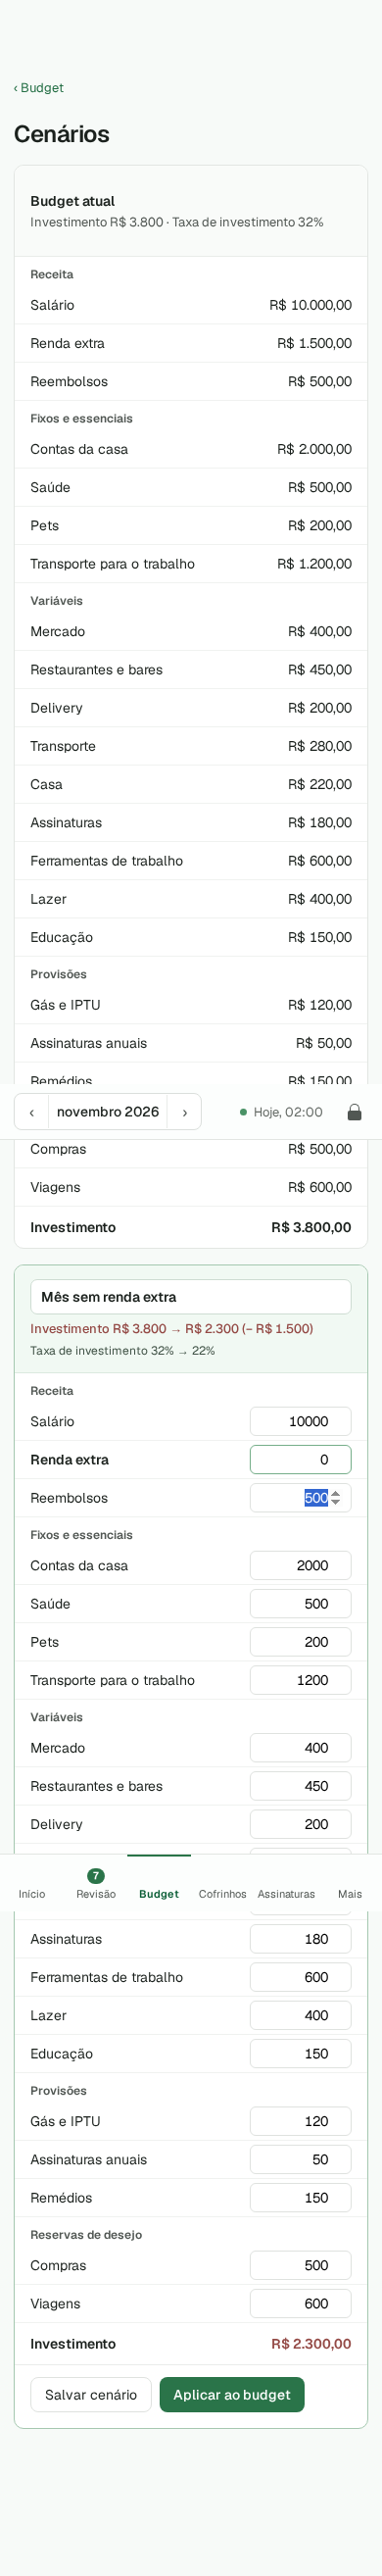 ‹ Budget
Cenários
Budget atual
Investimento R$ 3.800 · Taxa de investimento 32%
Receita
Salário R$ 10.000,00
Renda extra R$ 1.500,00
Reembolsos R$ 500,00
Fixos e essenciais
Contas da casa R$ 2.000,00
Saúde R$ 500,00
Pets R$ 200,00
Transporte para o trabalho R$ 1.200,00
Variáveis
Mercado R$ 400,00
Restaurantes e bares R$ 450,00
Delivery R$ 200,00
Transporte R$ 280,00
Casa R$ 220,00
Assinaturas R$ 180,00
Ferramentas de trabalho R$ 600,00
Lazer R$ 400,00
Educação R$ 150,00
Provisões
Gás e IPTU R$ 120,00
Assinaturas anuais R$ 50,00
Remédios R$ 150,00
‹ novembro 2026 › Hoje, 02:00
Compras R$ 500,00
Viagens R$ 600,00
Investimento R$ 3.800,00
Mês sem renda extra
Investimento R$ 3.800 → R$ 2.300 (− R$ 1.500)
Taxa de investimento 32% → 22%
Receita
Salário 10000
Renda extra 0
Reembolsos 500
Fixos e essenciais
Contas da casa 2000
Saúde 500
Pets 200
Transporte para o trabalho 1200
Variáveis
Mercado 400
Restaurantes e bares 450
Delivery 200
7
Início Revisão Budget Cofrinhos Assinaturas Mais
Assinaturas 180
Ferramentas de trabalho 600
Lazer 400
Educação 150
Provisões
Gás e IPTU 120
Assinaturas anuais 50
Remédios 150
Reservas de desejo
Compras 500
Viagens 600
Investimento R$ 2.300,00
Salvar cenário Aplicar ao budget